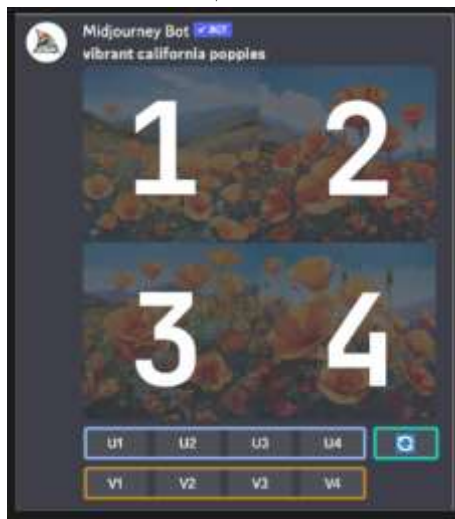 Midjourney Bot ✓ BOT
vibrant california poppies
1 2
3 4
U1 U2 U3 U4
V1 V2 V3 V4